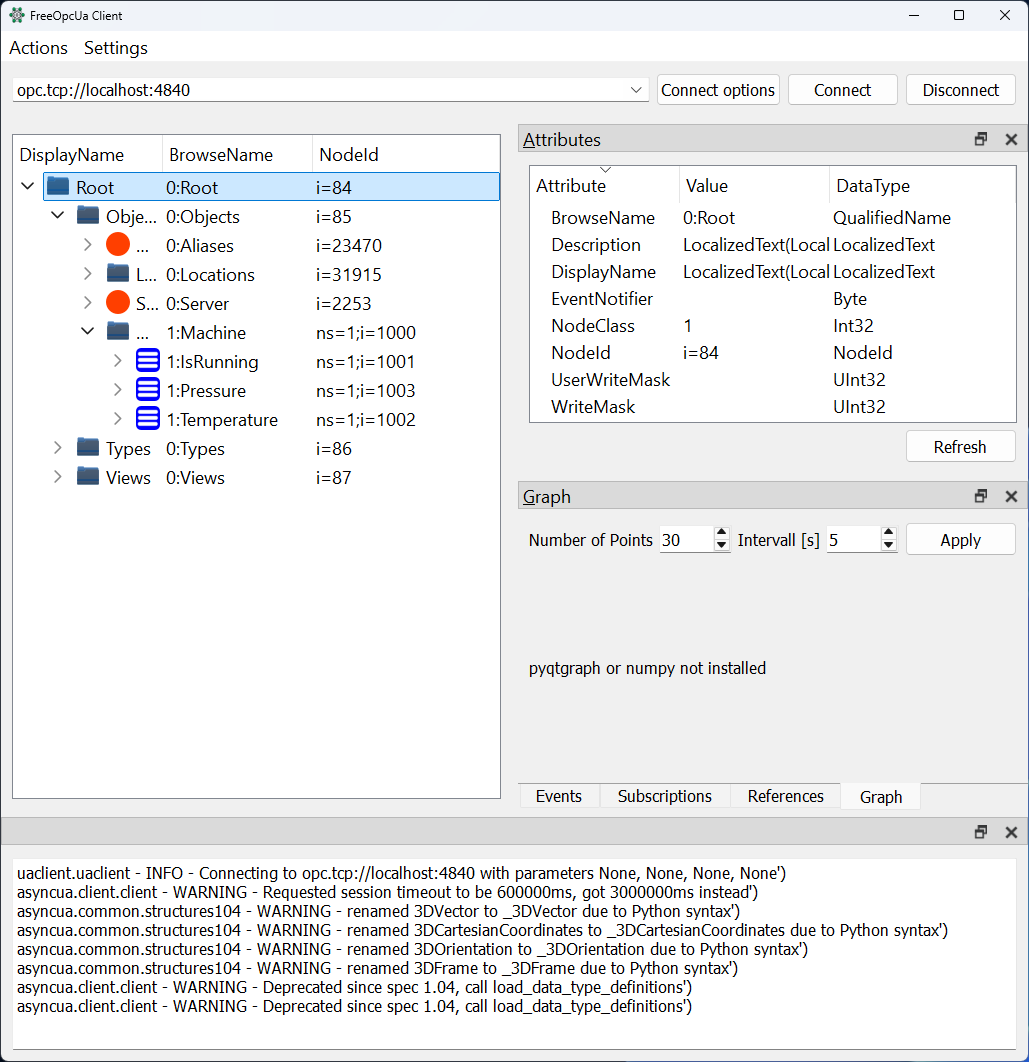 FreeOpcUa Client
Actions Settings
opc.tcp://localhost:4840 Connect options Connect Disconnect
DisplayName BrowseName NodeId
Root 0:Root i=84
Obje... 0:Objects i=85
... 0:Aliases i=23470
L... 0:Locations i=31915
S... 0:Server i=2253
... 1:Machine ns=1;i=1000
1:IsRunning ns=1;i=1001
1:Pressure ns=1;i=1003
1:Temperature ns=1;i=1002
Types 0:Types i=86
Views 0:Views i=87
Attributes
Attribute Value DataType
BrowseName 0:Root QualifiedName
Description LocalizedText(Local LocalizedText
DisplayName LocalizedText(Local LocalizedText
EventNotifier Byte
NodeClass 1 Int32
NodeId i=84 NodeId
UserWriteMask UInt32
WriteMask UInt32
Refresh
Graph
Number of Points 30 Intervall [s] 5 Apply
pyqtgraph or numpy not installed
Events Subscriptions References Graph
uaclient.uaclient - INFO - Connecting to opc.tcp://localhost:4840 with parameters None, None, None, None')
asyncua.client.client - WARNING - Requested session timeout to be 600000ms, got 3000000ms instead')
asyncua.common.structures104 - WARNING - renamed 3DVector to _3DVector due to Python syntax')
asyncua.common.structures104 - WARNING - renamed 3DCartesianCoordinates to _3DCartesianCoordinates due to Python syntax')
asyncua.common.structures104 - WARNING - renamed 3DOrientation to _3DOrientation due to Python syntax')
asyncua.common.structures104 - WARNING - renamed 3DFrame to _3DFrame due to Python syntax')
asyncua.client.client - WARNING - Deprecated since spec 1.04, call load_data_type_definitions')
asyncua.client.client - WARNING - Deprecated since spec 1.04, call load_data_type_definitions')